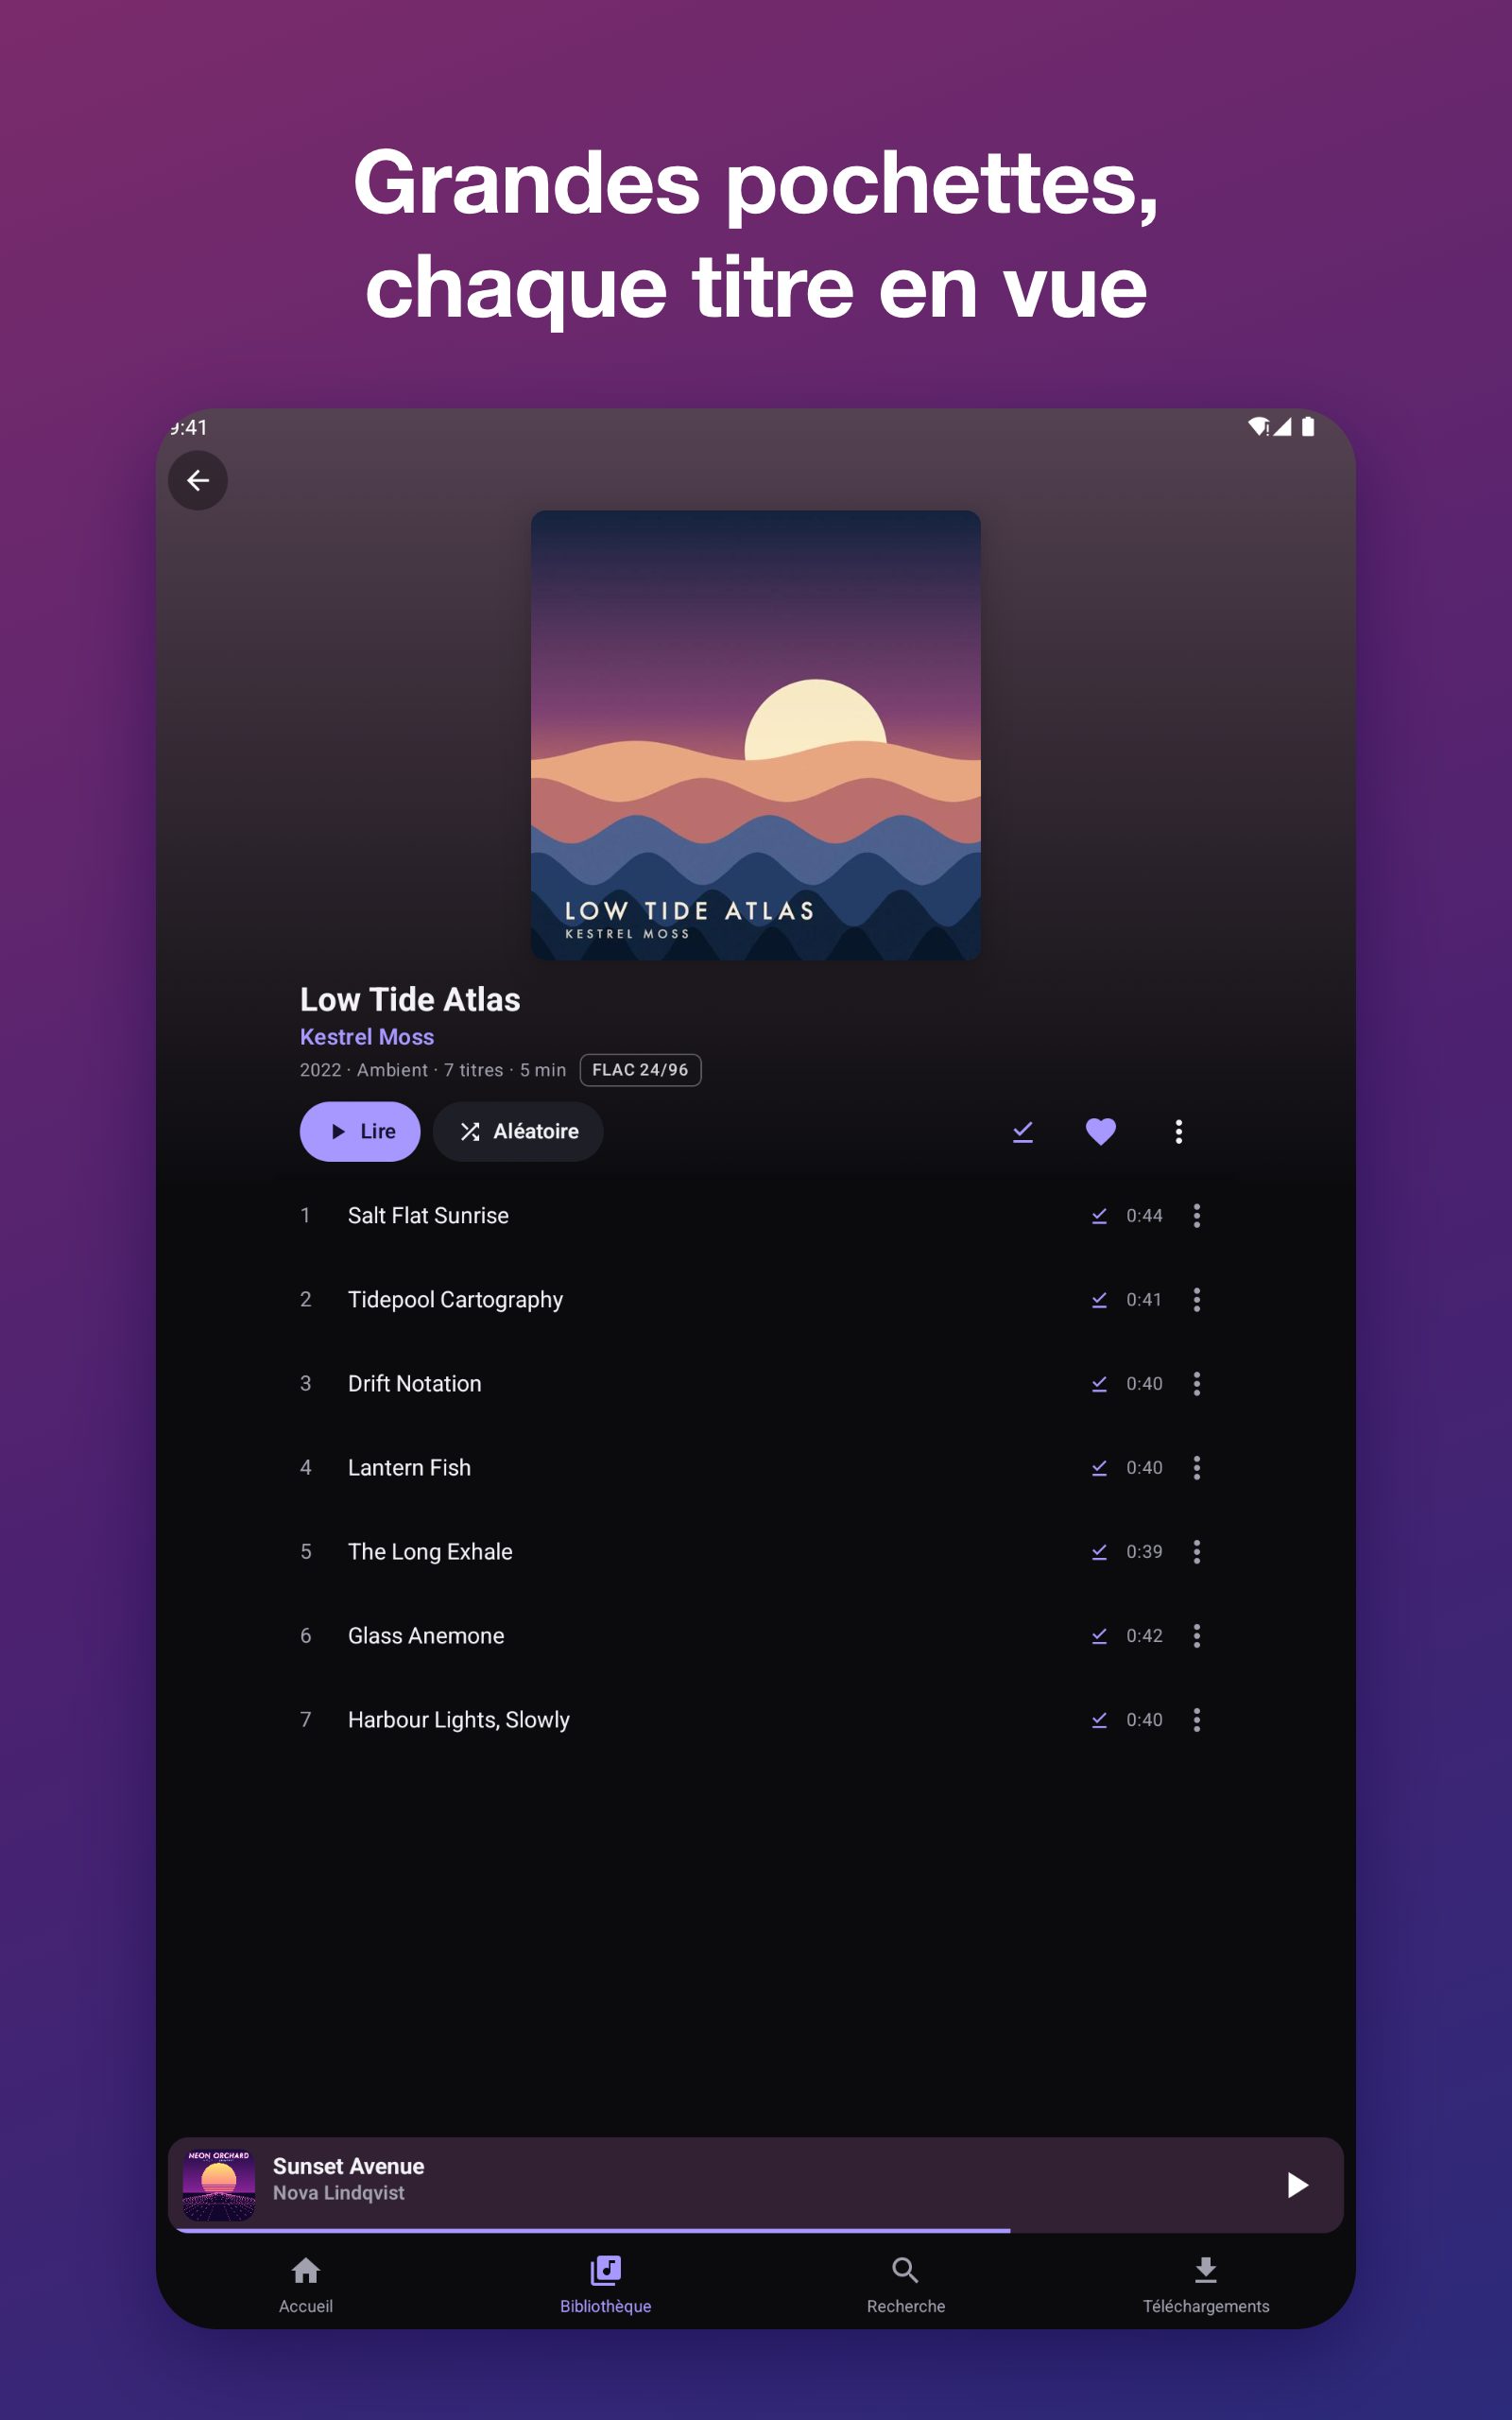 Grandes pochettes,
chaque titre en vue
9:41
LOW TIDE ATLAS
KESTREL MOSS
Low Tide Atlas
Kestrel Moss
2022 · Ambient · 7 titres · 5 min FLAC 24/96
Lire Aléatoire
1 Salt Flat Sunrise 0:44
2 Tidepool Cartography 0:41
3 Drift Notation 0:40
4 Lantern Fish 0:40
5 The Long Exhale 0:39
6 Glass Anemone 0:42
7 Harbour Lights, Slowly 0:40
NEON ORCHARD
Sunset Avenue
Nova Lindqvist
Accueil Bibliothèque Recherche Téléchargements